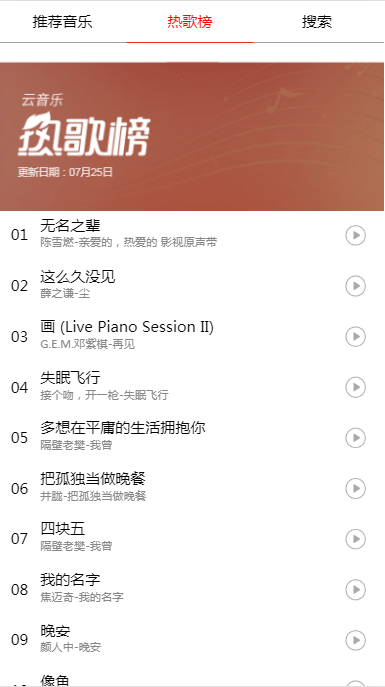 推荐音乐 热歌榜 搜索
云音乐
热歌榜
更新日期：07月25日
01 无名之辈
陈雪燃-亲爱的，热爱的 影视原声带
02 这么久没见
薛之谦-尘
03 画 (Live Piano Session II)
G.E.M.邓紫棋-再见
04 失眠飞行
接个吻，开一枪-失眠飞行
05 多想在平庸的生活拥抱你
隔壁老樊-我曾
06 把孤独当做晚餐
井胧-把孤独当做晚餐
07 四块五
隔壁老樊-我曾
08 我的名字
焦迈奇-我的名字
09 晚安
颜人中-晚安
10 像鱼